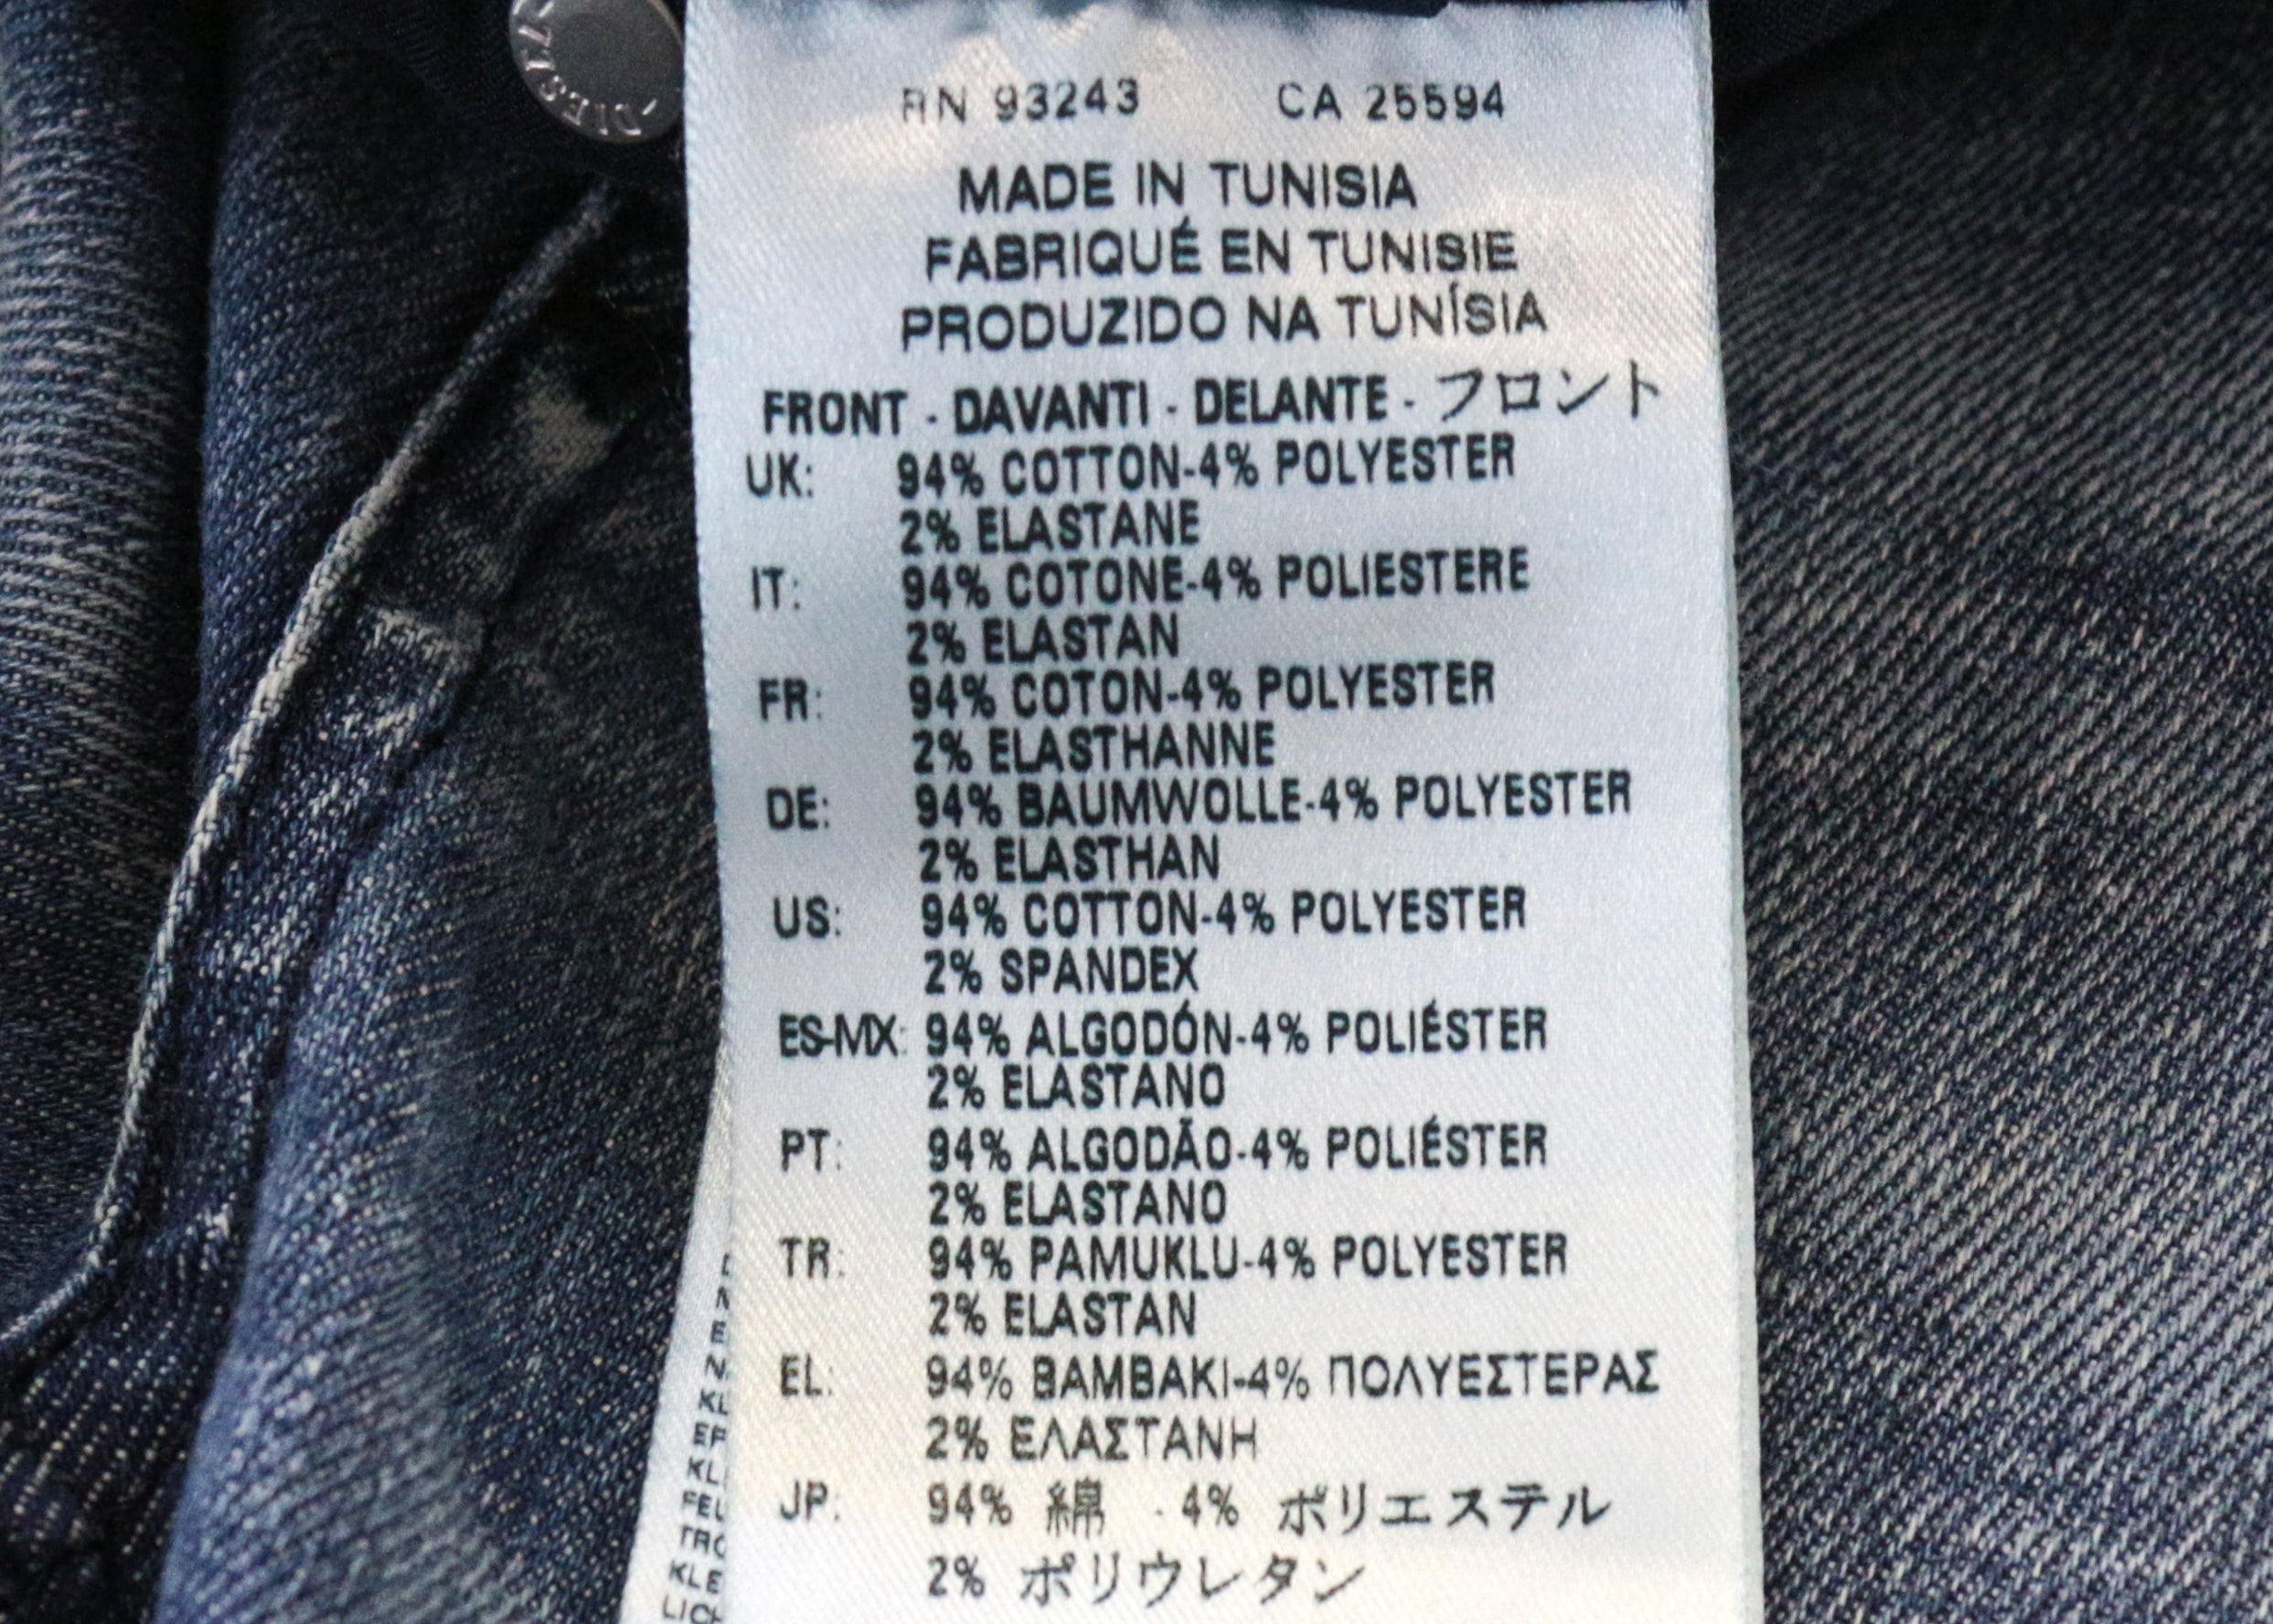 RN 93243 CA 25594
MADE IN TUNISIA
FABRIQUÉ EN TUNISIE
PRODUZIDO NA TUNÍSIA
FRONT - DAVANTI - DELANTE - フロント
UK: 94% COTTON-4% POLYESTER
2% ELASTANE
IT: 94% COTONE-4% POLIESTERE
2% ELASTAN
FR: 94% COTON-4% POLYESTER
2% ELASTHANNE
DE: 94% BAUMWOLLE-4% POLYESTER
2% ELASTHAN
US: 94% COTTON-4% POLYESTER
2% SPANDEX
ES-MX: 94% ALGODÓN-4% POLIÉSTER
2% ELASTANO
PT: 94% ALGODÃO-4% POLIÉSTER
2% ELASTANO
TR: 94% PAMUKLU-4% POLYESTER
2% ELASTAN
EL: 94% ΒΑΜΒΑΚΙ-4% ΠΟΛΥΕΣΤΕΡΑΣ
2% ΕΛΑΣΤΑΝΗ
JP: 94% 綿 - 4% ポリエステル
2% ポリウレタン